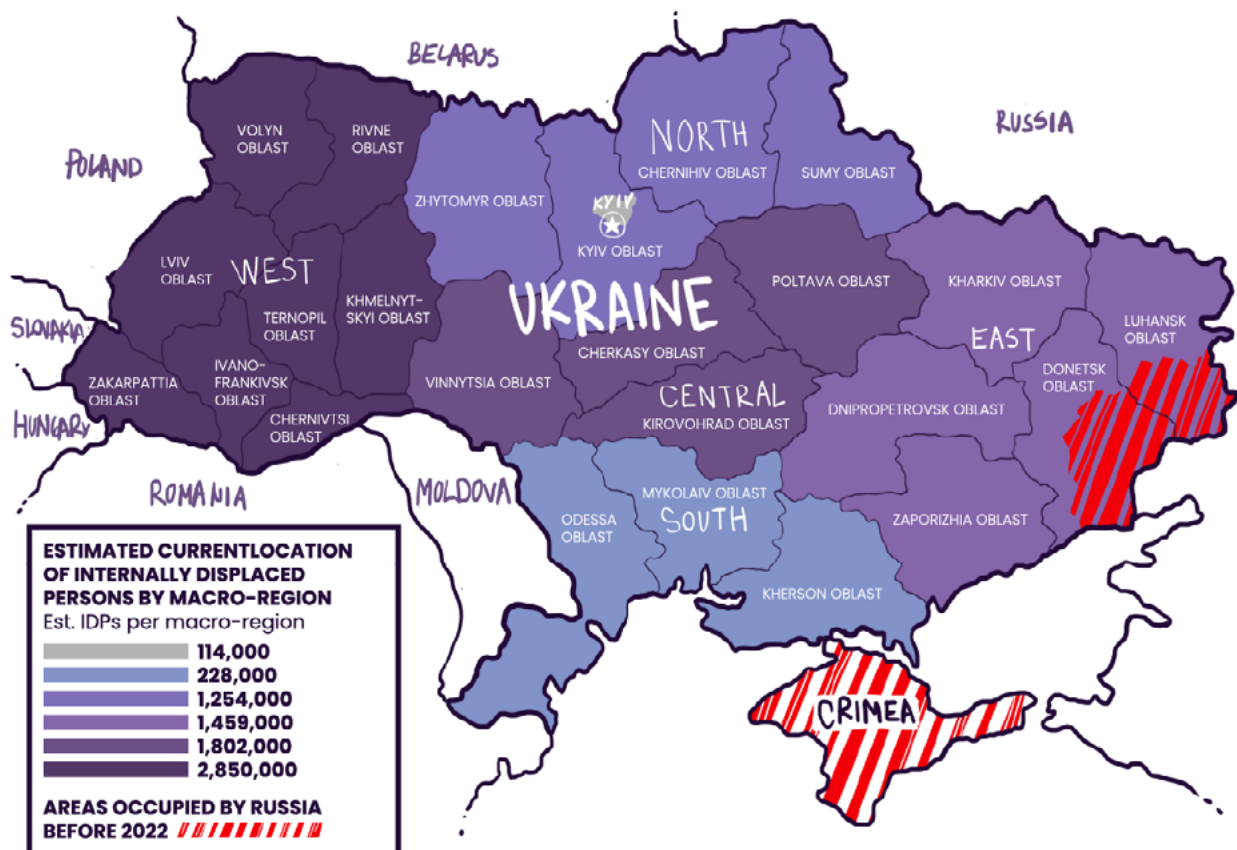 BELARUS
RUSSIA
POLAND
VOLYN
OBLAST
RIVNE
OBLAST
NORTH
CHERNIHIV OBLAST
SUMY OBLAST
ZHYTOMYR OBLAST
KYIV
KYIV OBLAST
LVIV
OBLAST
WEST
TERNOPIL
OBLAST
KHMELNYT-
SKYI OBLAST
UKRAINE
POLTAVA OBLAST
KHARKIV OBLAST
LUHANSK
OBLAST
EAST
SLOVAKIA
CHERKASY OBLAST
ZAKARPATTIA
OBLAST
IVANO-
FRANKIVSK
OBLAST
VINNYTSIA OBLAST
DONETSK
OBLAST
CENTRAL
KIROVOHRAD OBLAST
DNIPROPETROVSK OBLAST
HUNGARY
CHERNIVTSI
OBLAST
ROMANIA
MOLDOVA
ODESSA
OBLAST
MYKOLAIV OBLAST
SOUTH
ZAPORIZHIA OBLAST
KHERSON OBLAST
CRIMEA
ESTIMATED CURRENTLOCATION
OF INTERNALLY DISPLACED
PERSONS BY MACRO-REGION
Est. IDPs per macro-region
114,000
228,000
1,254,000
1,459,000
1,802,000
2,850,000
AREAS OCCUPIED BY RUSSIA
BEFORE 2022